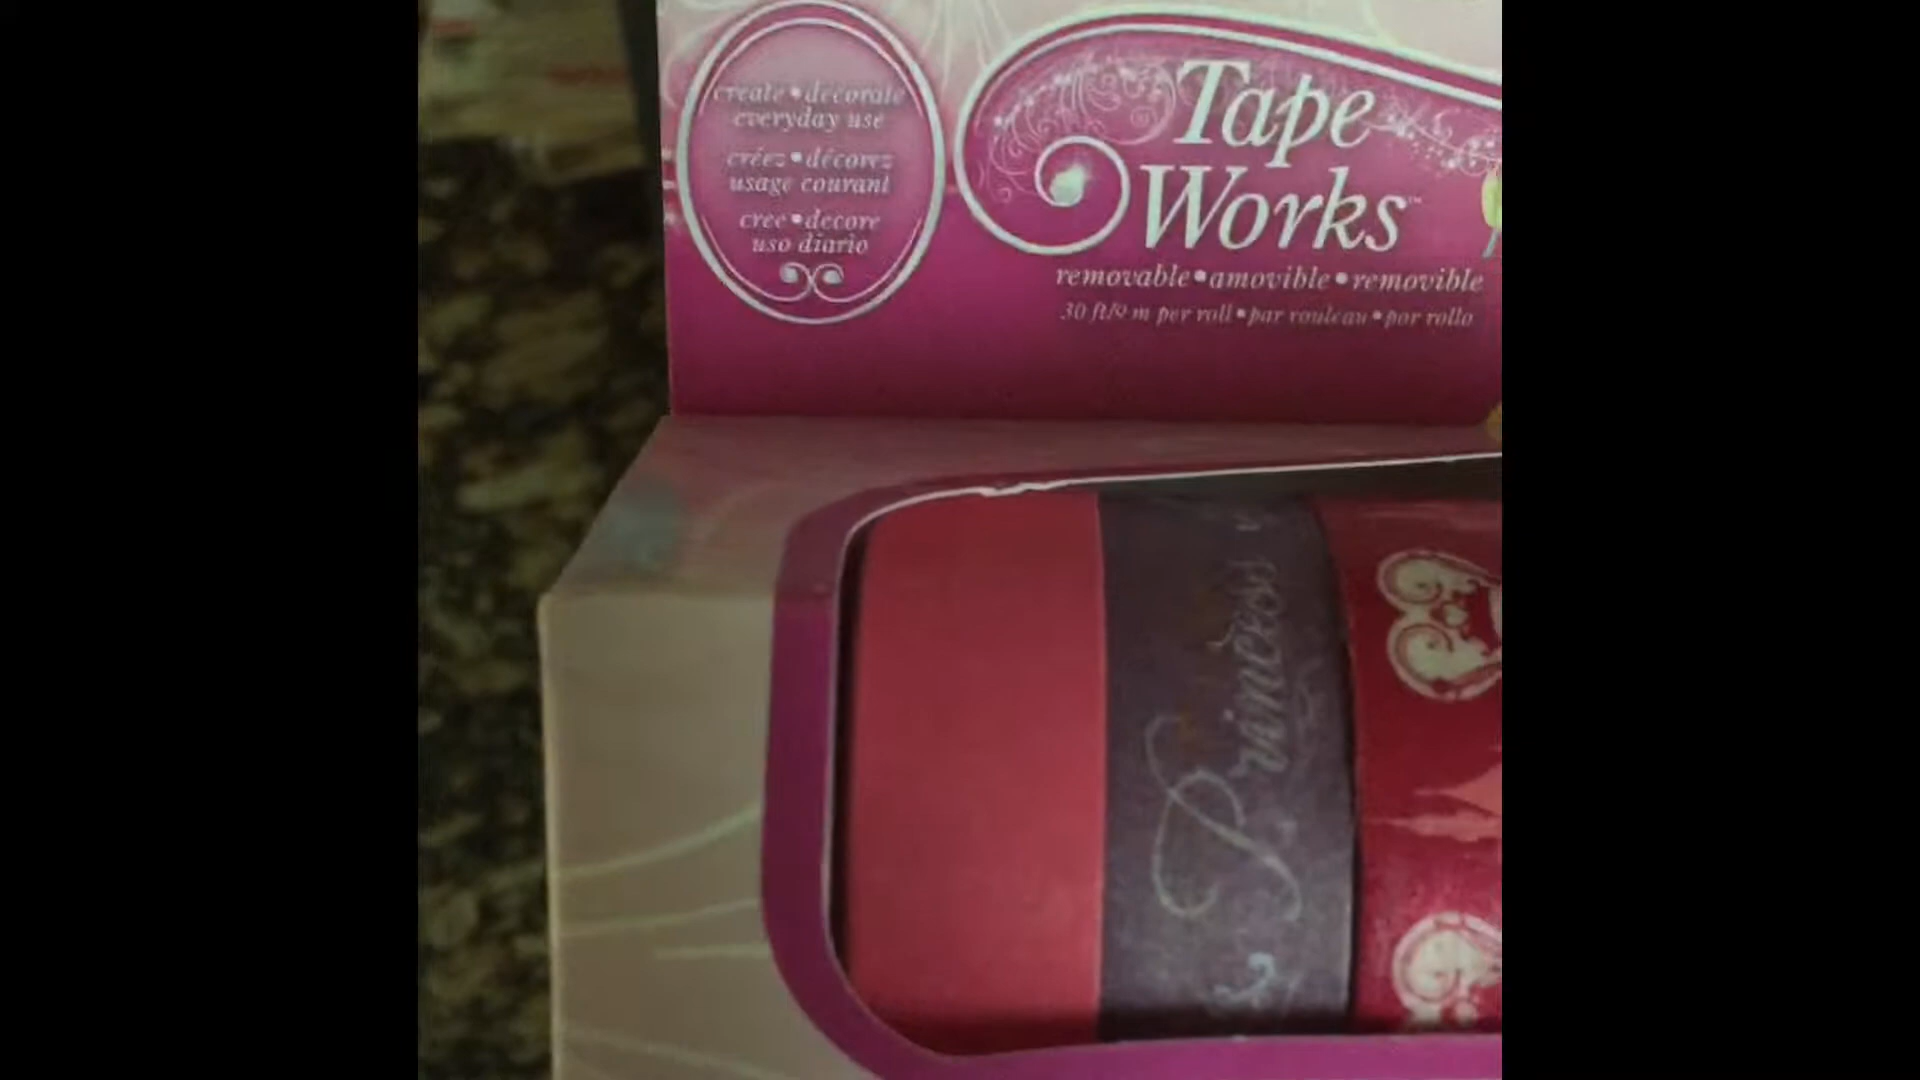 create • decorate
everyday use
créez • décorez
usage courant
cree • decore
uso diario
Tape
Works™
removable • amovible • removible
30 ft/9 m per roll • par rouleau • por rollo
Princess